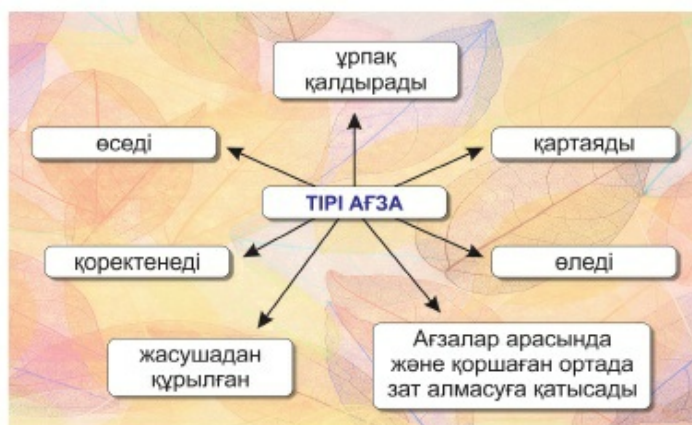 ұрпақ
қалдырады
өседі
қартаяды
ТІРІ АҒЗА
қоректенеді
өледі
жасушадан
құрылған
Ағзалар арасында
және қоршаған ортада
зат алмасуға қатысады